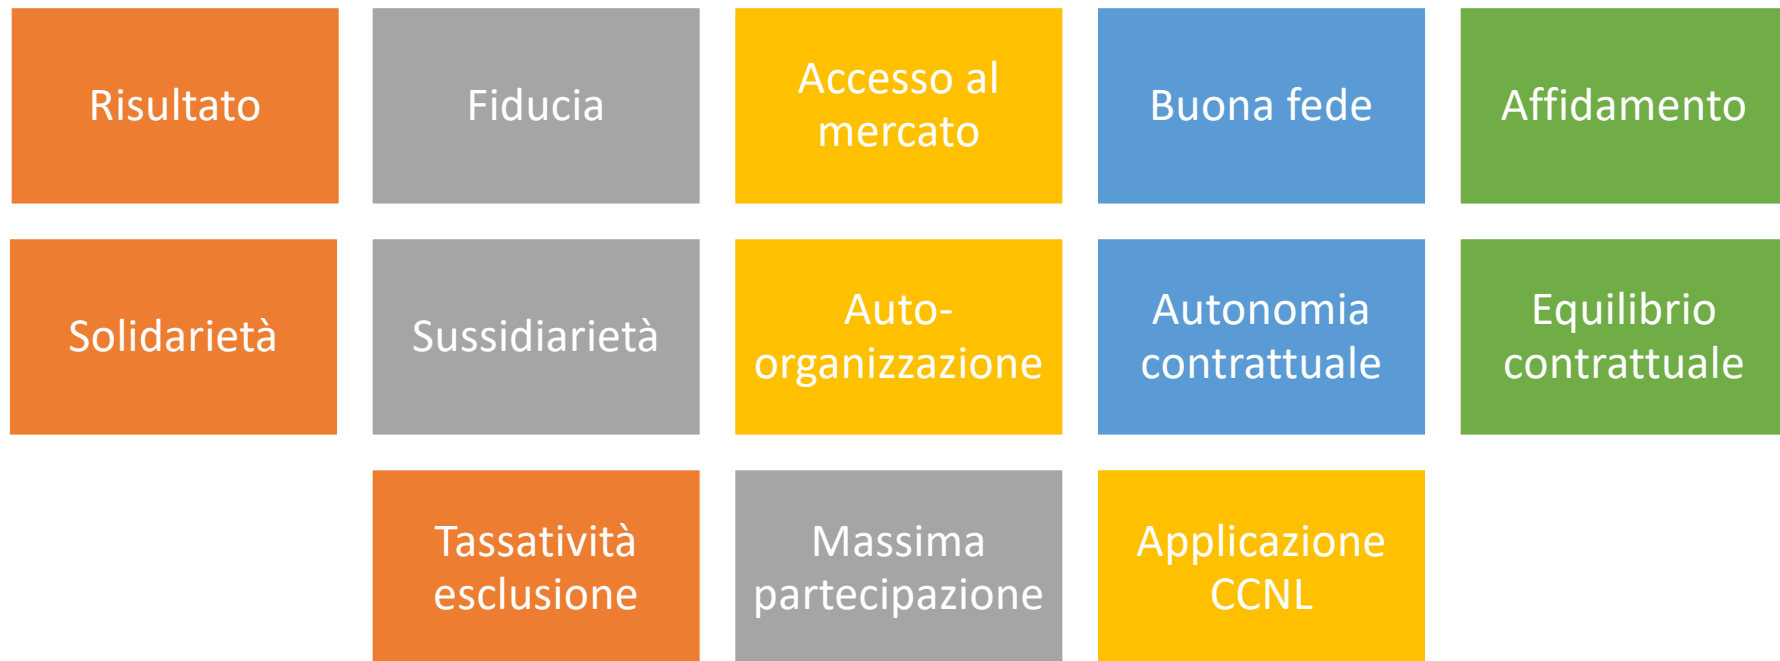 Risultato
Fiducia
Accesso al
mercato
Buona fede
Affidamento
Solidarietà
Sussidiarietà
Auto-
organizzazione
Autonomia
contrattuale
Equilibrio
contrattuale
Tassatività
esclusione
Massima
partecipazione
Applicazione
CCNL